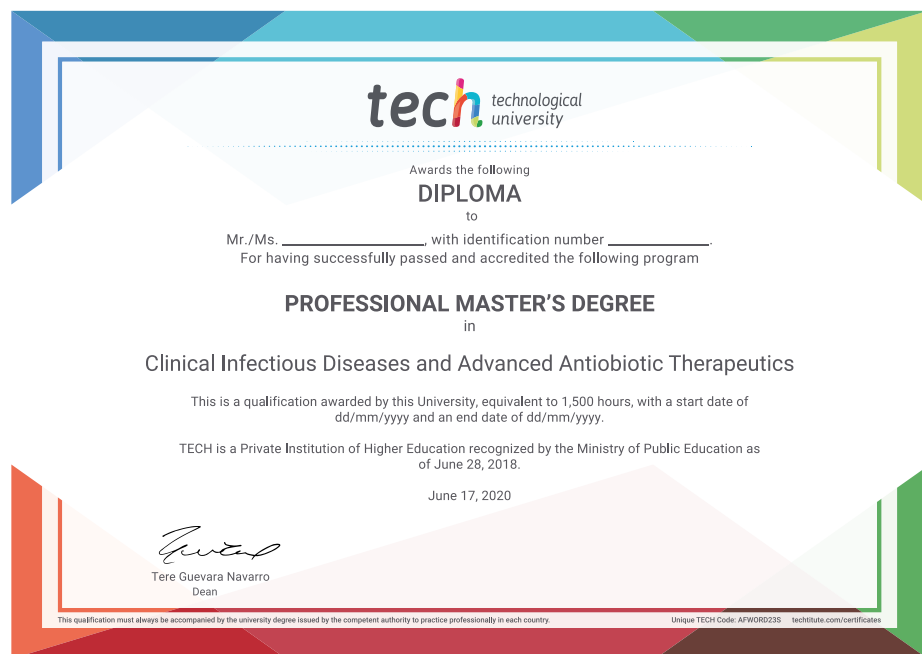 tech technological
university
Awards the following
DIPLOMA
to
Mr./Ms. ____________________, with identification number ______________.
For having successfully passed and accredited the following program
PROFESSIONAL MASTER'S DEGREE
in
Clinical Infectious Diseases and Advanced Antiobiotic Therapeutics
This is a qualification awarded by this University, equivalent to 1,500 hours, with a start date of
dd/mm/yyyy and an end date of dd/mm/yyyy.
TECH is a Private Institution of Higher Education recognized by the Ministry of Public Education as
of June 28, 2018.
June 17, 2020
Tere Guevara Navarro
Dean
This qualification must always be accompanied by the university degree issued by the competent authority to practice professionally in each country.
Unique TECH Code: AFWORD23S techtitute.com/certificates